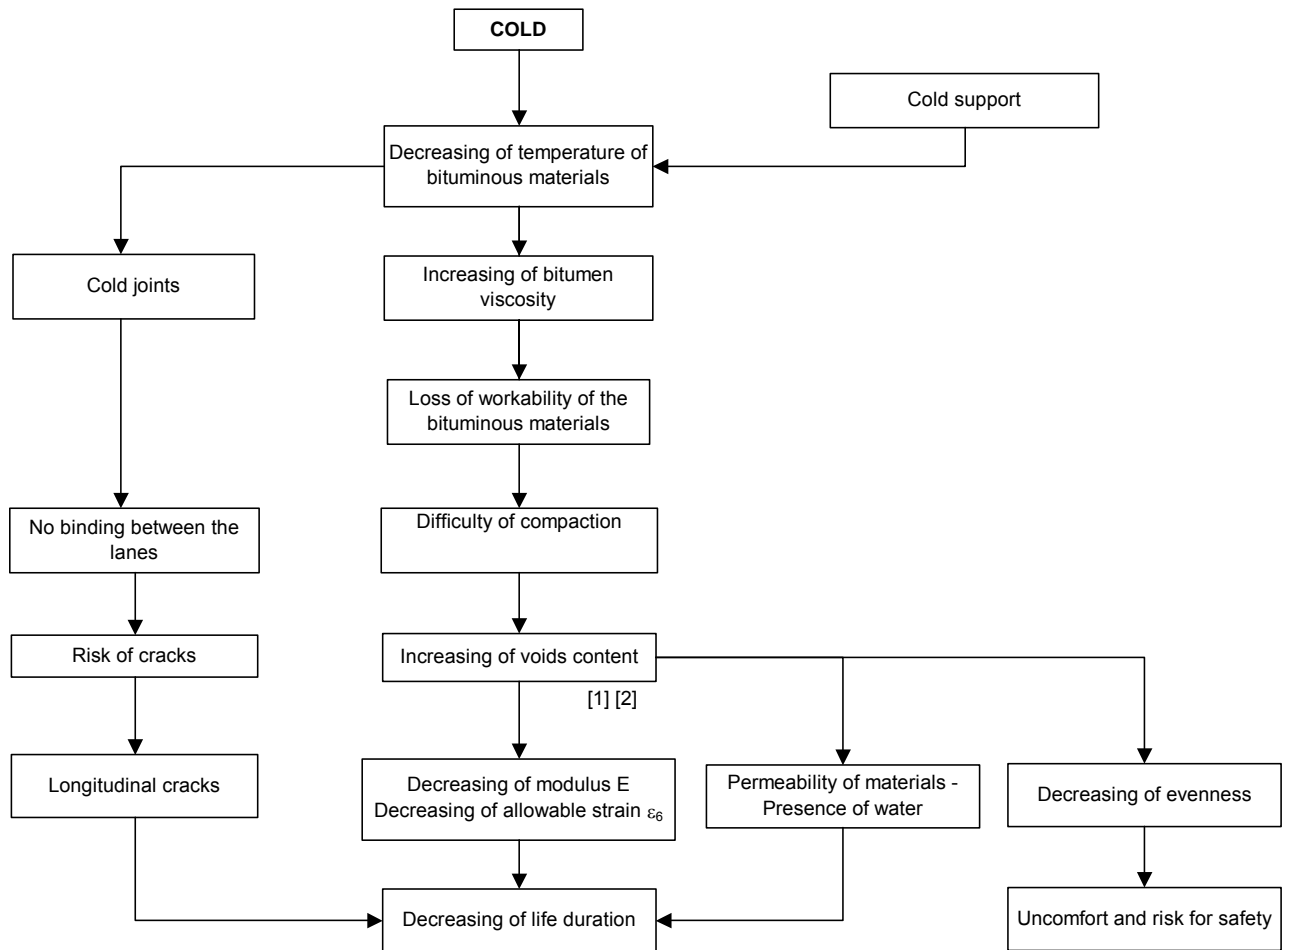 COLD
Cold support
Decreasing of temperature of
bituminous materials
Cold joints
Increasing of bitumen
viscosity
Loss of workability of the
bituminous materials
No binding between the
lanes
Difficulty of compaction
Risk of cracks
Increasing of voids content
[1] [2]
Longitudinal cracks
Decreasing of modulus E
Decreasing of allowable strain ε₆
Permeability of materials -
Presence of water
Decreasing of evenness
Decreasing of life duration
Uncomfort and risk for safety